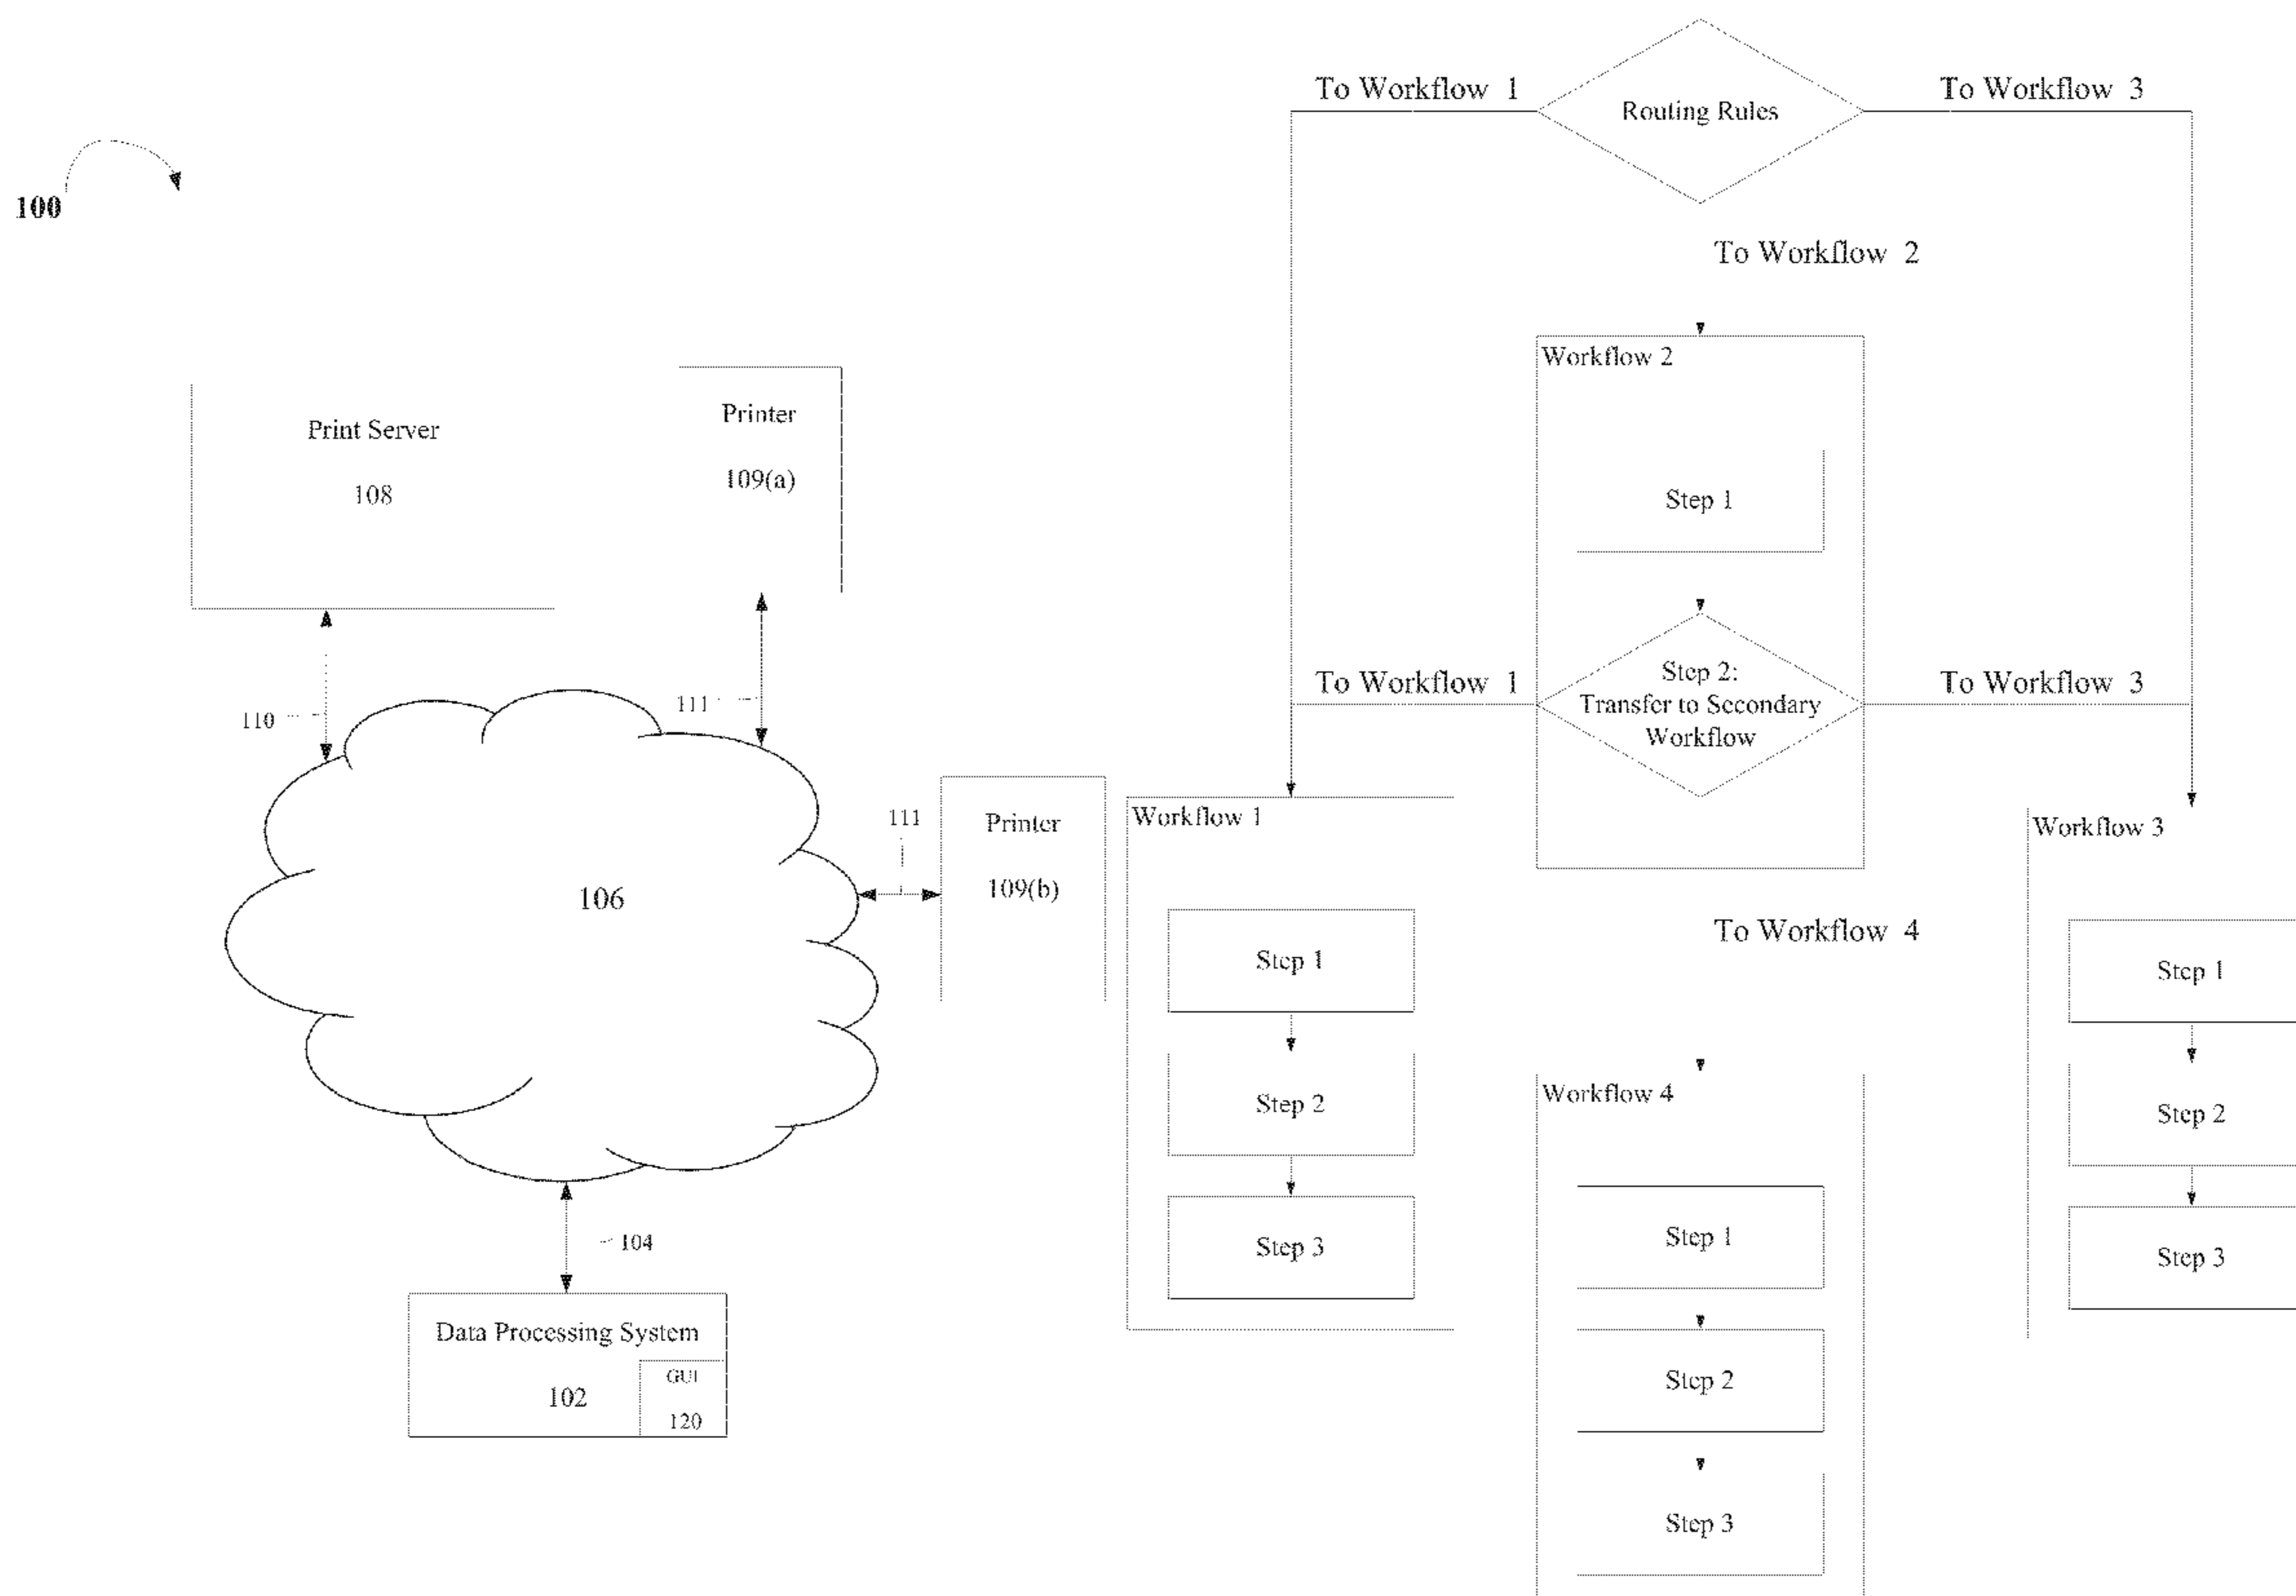 100
Print Server
108
Printer
109(a)
110
111
106
111
Printer
109(b)
104
Data Processing System
102
GUI
120
To Workflow 1
Routing Rules
To Workflow 3
To Workflow 2
Workflow 2
Step 1
To Workflow 1
Step 2:
Transfer to Secondary
Workflow
To Workflow 3
Workflow 1
Step 1
Step 2
Step 3
To Workflow 4
Workflow 4
Step 1
Step 2
Step 3
Workflow 3
Step 1
Step 2
Step 3